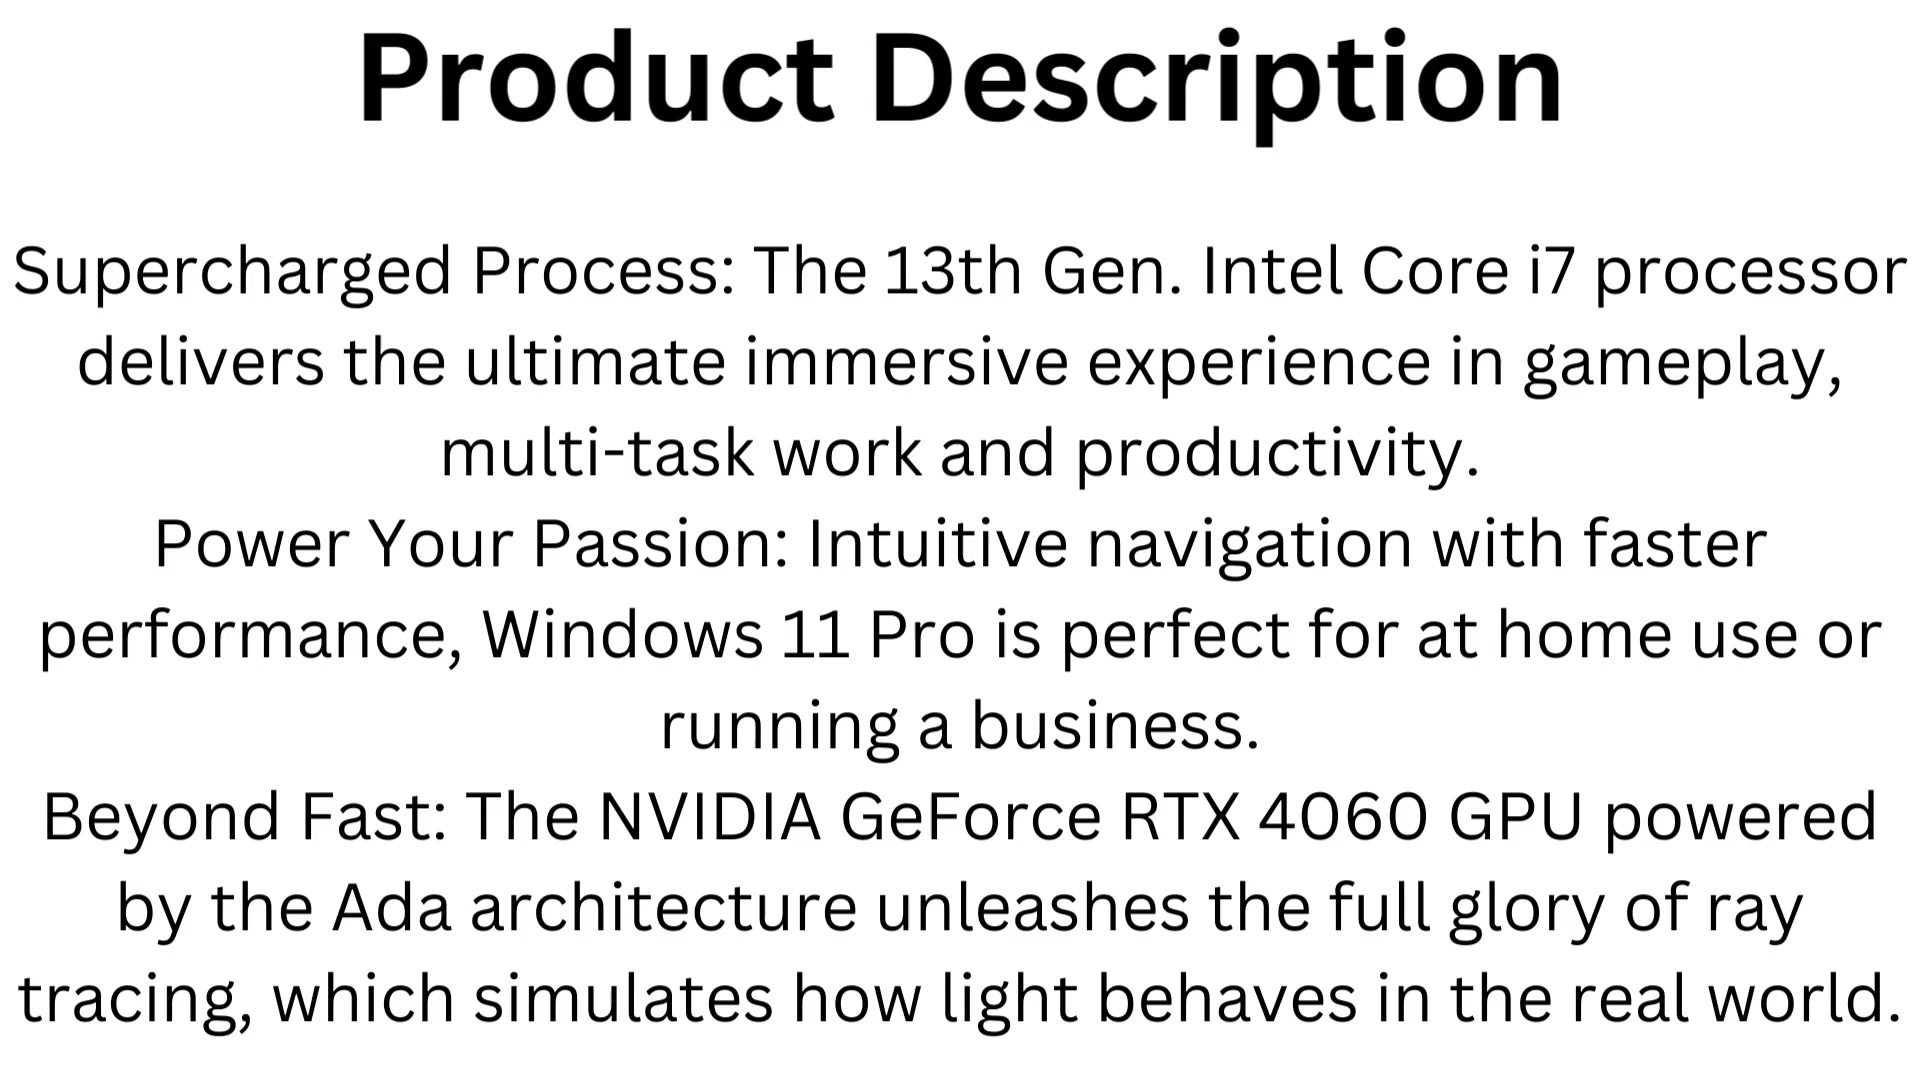 Product Description
Supercharged Process: The 13th Gen. Intel Core i7 processor
delivers the ultimate immersive experience in gameplay,
multi-task work and productivity.
Power Your Passion: Intuitive navigation with faster
performance, Windows 11 Pro is perfect for at home use or
running a business.
Beyond Fast: The NVIDIA GeForce RTX 4060 GPU powered
by the Ada architecture unleashes the full glory of ray
tracing, which simulates how light behaves in the real world.